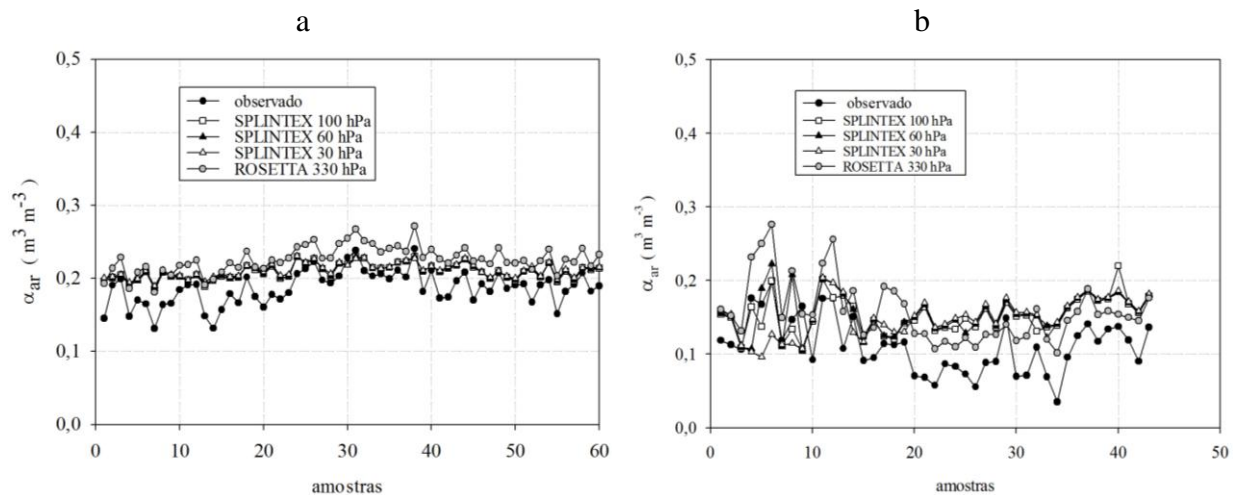 a
0,5
0,4
0,3
0,2
0,1
0,0
α ar ( m³ m⁻³ )
observado
SPLINTEX 100 hPa
SPLINTEX 60 hPa
SPLINTEX 30 hPa
ROSETTA 330 hPa
0 10 20 30 40 50 60
amostras
b
0,5
0,4
0,3
0,2
0,1
0,0
α ar (m³ m⁻³ )
observado
SPLINTEX 100 hPa
SPLINTEX 60 hPa
SPLINTEX 30 hPa
ROSETTA 330 hPa
0 10 20 30 40 50
amostras